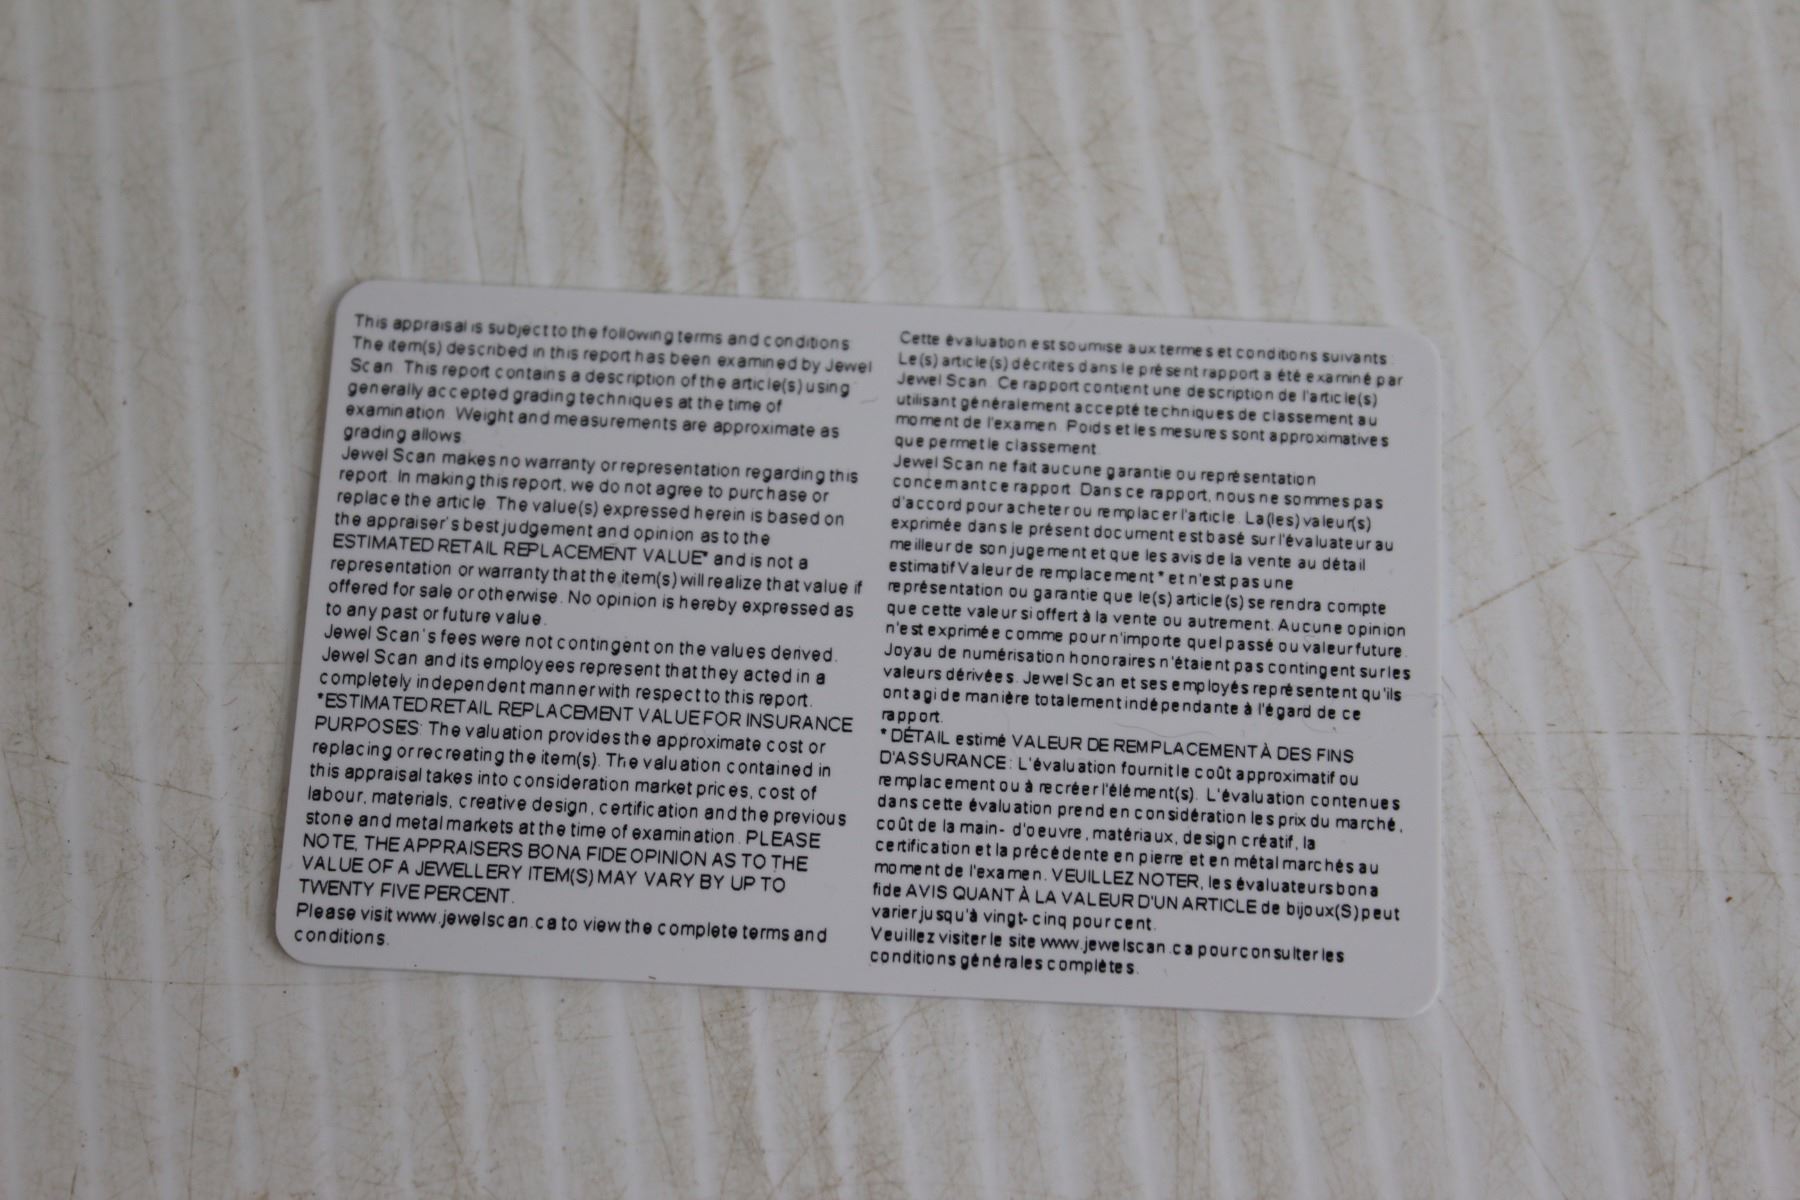 This appraisal is subject to the following terms and conditions
The item(s) described in this report has been examined by Jewel
Scan. This report contains a description of the article(s) using
generally accepted grading techniques at the time of
examination. Weight and measurements are approximate as
grading allows.
Jewel Scan makes no warranty or representation regarding this
report. In making this report, we do not agree to purchase or
replace the article. The value(s) expressed herein is based on
the appraiser's best judgement and opinion as to the
ESTIMATED RETAIL REPLACEMENT VALUE* and is not a
representation or warranty that the item(s) will realize that value if
offered for sale or otherwise. No opinion is hereby expressed as
to any past or future value.
Jewel Scan's fees were not contingent on the values derived.
Jewel Scan and its employees represent that they acted in a
completely independent manner with respect to this report.
*ESTIMATED RETAIL REPLACEMENT VALUE FOR INSURANCE
PURPOSES: The valuation provides the approximate cost or
replacing or recreating the item(s). The valuation contained in
this appraisal takes into consideration market prices, cost of
labour, materials, creative design, certification and the previous
stone and metal markets at the time of examination. PLEASE
NOTE, THE APPRAISERS BONA FIDE OPINION AS TO THE
VALUE OF A JEWELLERY ITEM(S) MAY VARY BY UP TO
TWENTY FIVE PERCENT.
Please visit www.jewelscan.ca to view the complete terms and
conditions.
Cette évaluation est soumise aux termes et conditions suivants :
Le(s) article(s) décrites dans le présent rapport a été examiné par
Jewel Scan. Ce rapport contient une description de l'article(s)
utilisant généralement accepté techniques de classement au
moment de l'examen. Poids et les mesures sont approximatives
que permet le classement.
Jewel Scan ne fait aucune garantie ou représentation
concernant ce rapport. Dans ce rapport, nous ne sommes pas
d'accord pour acheter ou remplacer l'article. La(les) valeur(s)
exprimée dans le présent document est basé sur l'évaluateur au
meilleur de son jugement et que les avis de la vente au détail
estimatif Valeur de remplacement * et n'est pas une
représentation ou garantie que le(s) article(s) se rendra compte
que cette valeur si offert à la vente ou autrement. Aucune opinion
n'est exprimée comme pour n'importe quel passé ou valeur future.
Joyau de numérisation honoraires n'étaient pas contingent sur les
valeurs dérivées. Jewel Scan et ses employés représentent qu'ils
ont agi de manière totalement indépendante à l'égard de ce
rapport.
* DÉTAIL estimé VALEUR DE REMPLACEMENT À DES FINS
D'ASSURANCE: L'évaluation fournit le coût approximatif ou
remplacement ou à recréer l'élément(s). L'évaluation contenues
dans cette évaluation prend en considération les prix du marché,
coût de la main- d'oeuvre, matériaux, design créatif, la
certification et la précédente en pierre et en métal marchés au
moment de l'examen. VEUILLEZ NOTER, les évaluateurs bona
fide AVIS QUANT À LA VALEUR D'UN ARTICLE de bijoux(S) peut
varier jusqu'à vingt- cinq pour cent.
Veuillez visiter le site www.jewelscan.ca pour consulter les
conditions générales complètes.